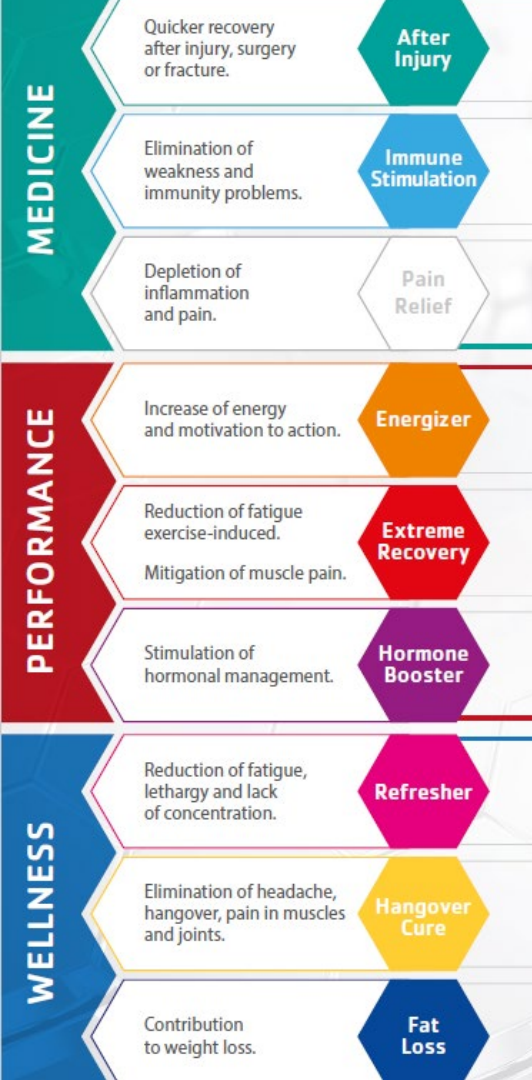 MEDICINE
Quicker recovery
after injury, surgery
or fracture.
After
Injury
Elimination of
weakness and
immunity problems.
Immune
Stimulation
Depletion of
inflammation
and pain.
Pain
Relief
PERFORMANCE
Increase of energy
and motivation to action.
Energizer
Reduction of fatigue
exercise-induced.
Mitigation of muscle pain.
Extreme
Recovery
Stimulation of
hormonal management.
Hormone
Booster
WELLNESS
Reduction of fatigue,
lethargy and lack
of concentration.
Refresher
Elimination of headache,
hangover, pain in muscles
and joints.
Hangover
Cure
Contribution
to weight loss.
Fat
Loss